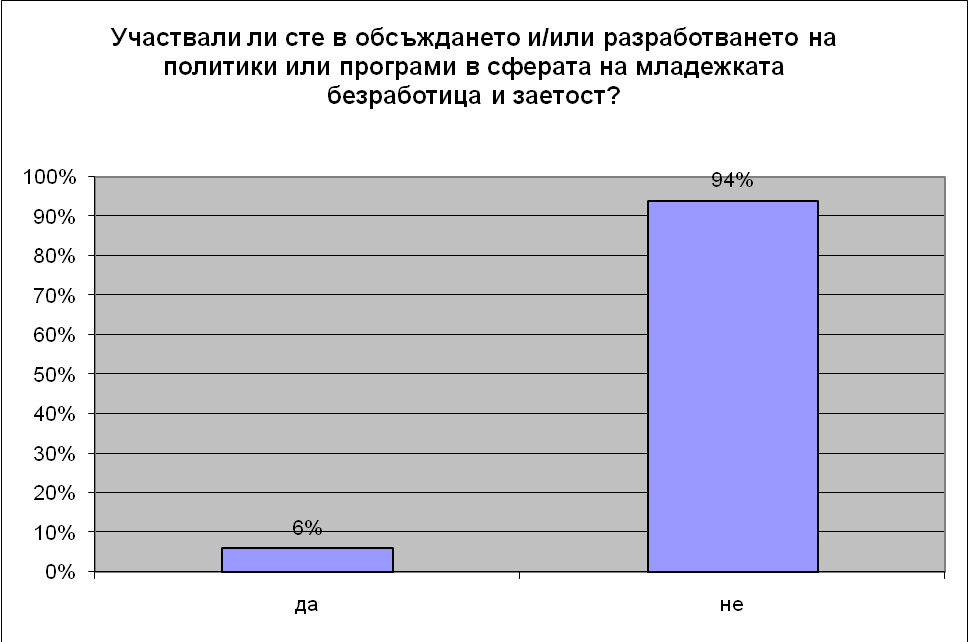 Участвали ли сте в обсъждането и/или разработването на
политики или програми в сферата на младежката
безработица и заетост?
100%
90%
80%
70%
60%
50%
40%
30%
20%
10%
0%
6%
94%
да
не